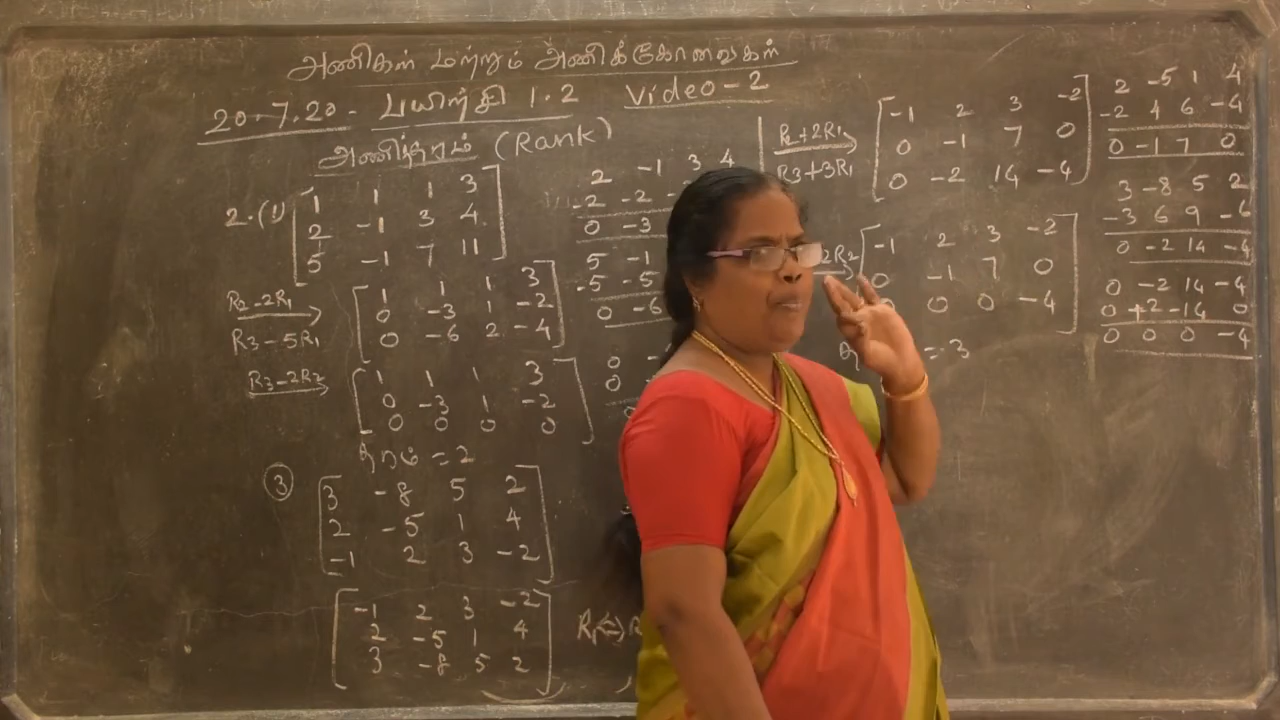 அணிகள் மற்றும் அணிக்கோவைகள்
20.7.20. பயிற்சி 1.2 Video-2
அணித்தரம் (Rank)
2.(i) 1 1 1 3
2 -1 3 4
5 -1 7 11
R2-2R1 1 1 1 3
0 -3 1 -2
R3-5R1 0 -6 2 -4
R3-2R2 1 1 1 3
0 -3 1 -2
0 0 0 0
தரம் = 2
3 3 -8 5 2
2 -5 1 4
-1 2 3 -2
-1 2 3 -2
2 -5 1 4
3 -8 5 2
2 -1 3 4
-2 -2
0 -3
5 -1
-5 -5
0 -6
0
0
R2+2R1 -1 2 3 -2
R3+3R1 0 -1 7 0
0 -2 14 -4
2R2 -1 2 3 -2
0 -1 7 0
0 0 -4
= 3
2 -5 1 4
-2 4 6 -4
0 -1 7 0
3 -8 5 2
-3 6 9 -6
0 -2 14 -4
0 -2 14 -4
0 +2 -14 0
0 0 0 -4